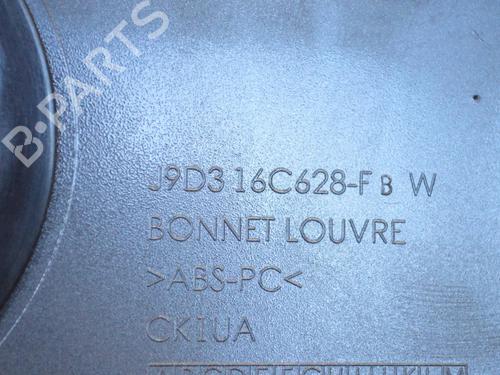 B-PARTS
J9D3 16C628-F B W
BONNET LOUVRE
>ABS-PC<
CK1UA